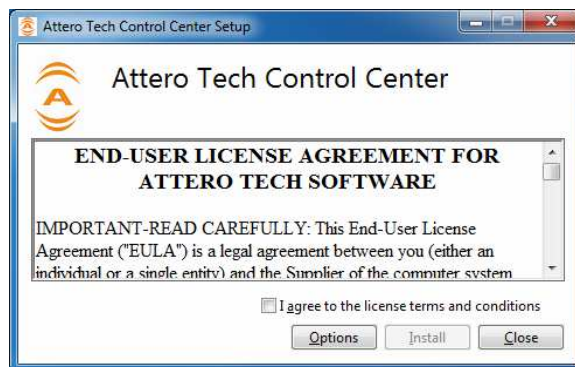 Attero Tech Control Center Setup
Attero Tech Control Center
END-USER LICENSE AGREEMENT FOR
ATTERO TECH SOFTWARE
IMPORTANT-READ CAREFULLY: This End-User License
Agreement ("EULA") is a legal agreement between you (either an
individual or a single entity) and the Supplier of the computer system
I agree to the license terms and conditions
Options Install Close